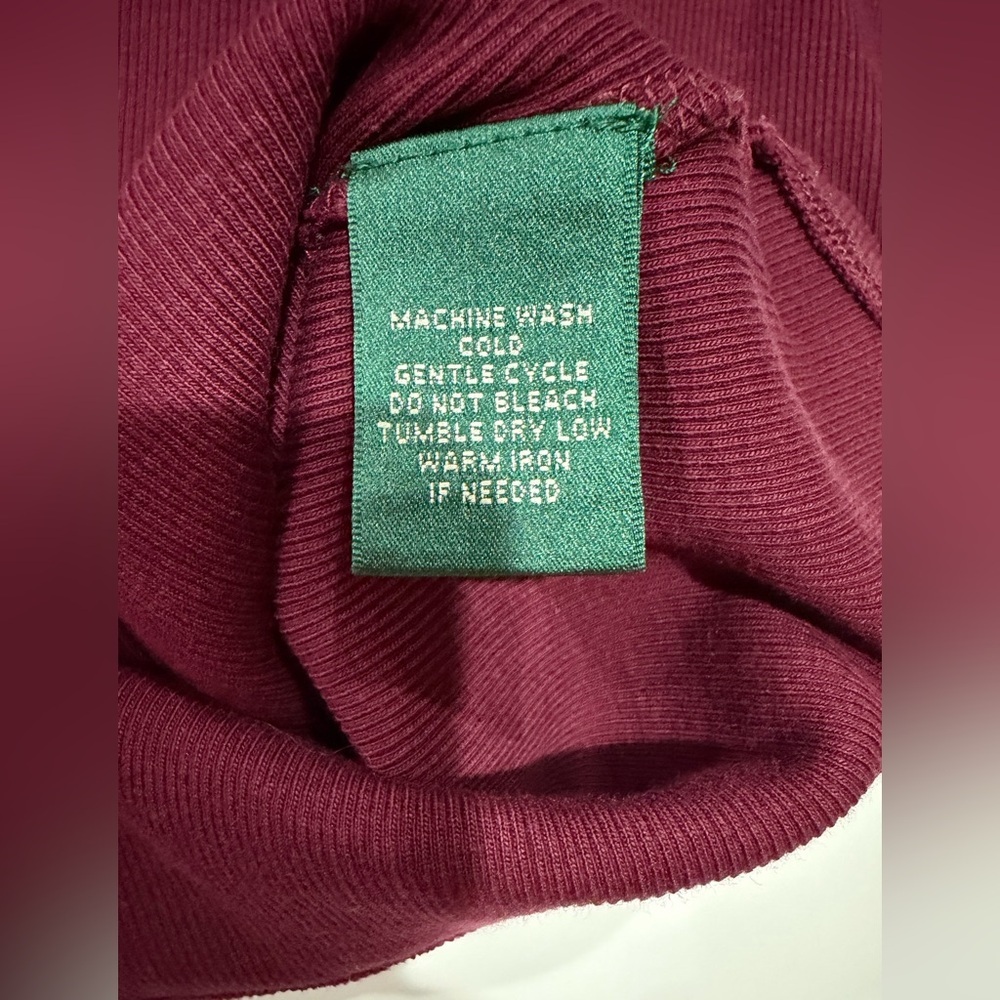 MACHINE WASH
COLD
GENTLE CYCLE
DO NOT BLEACH
TUMBLE DRY LOW
WARM IRON
IF NEEDED